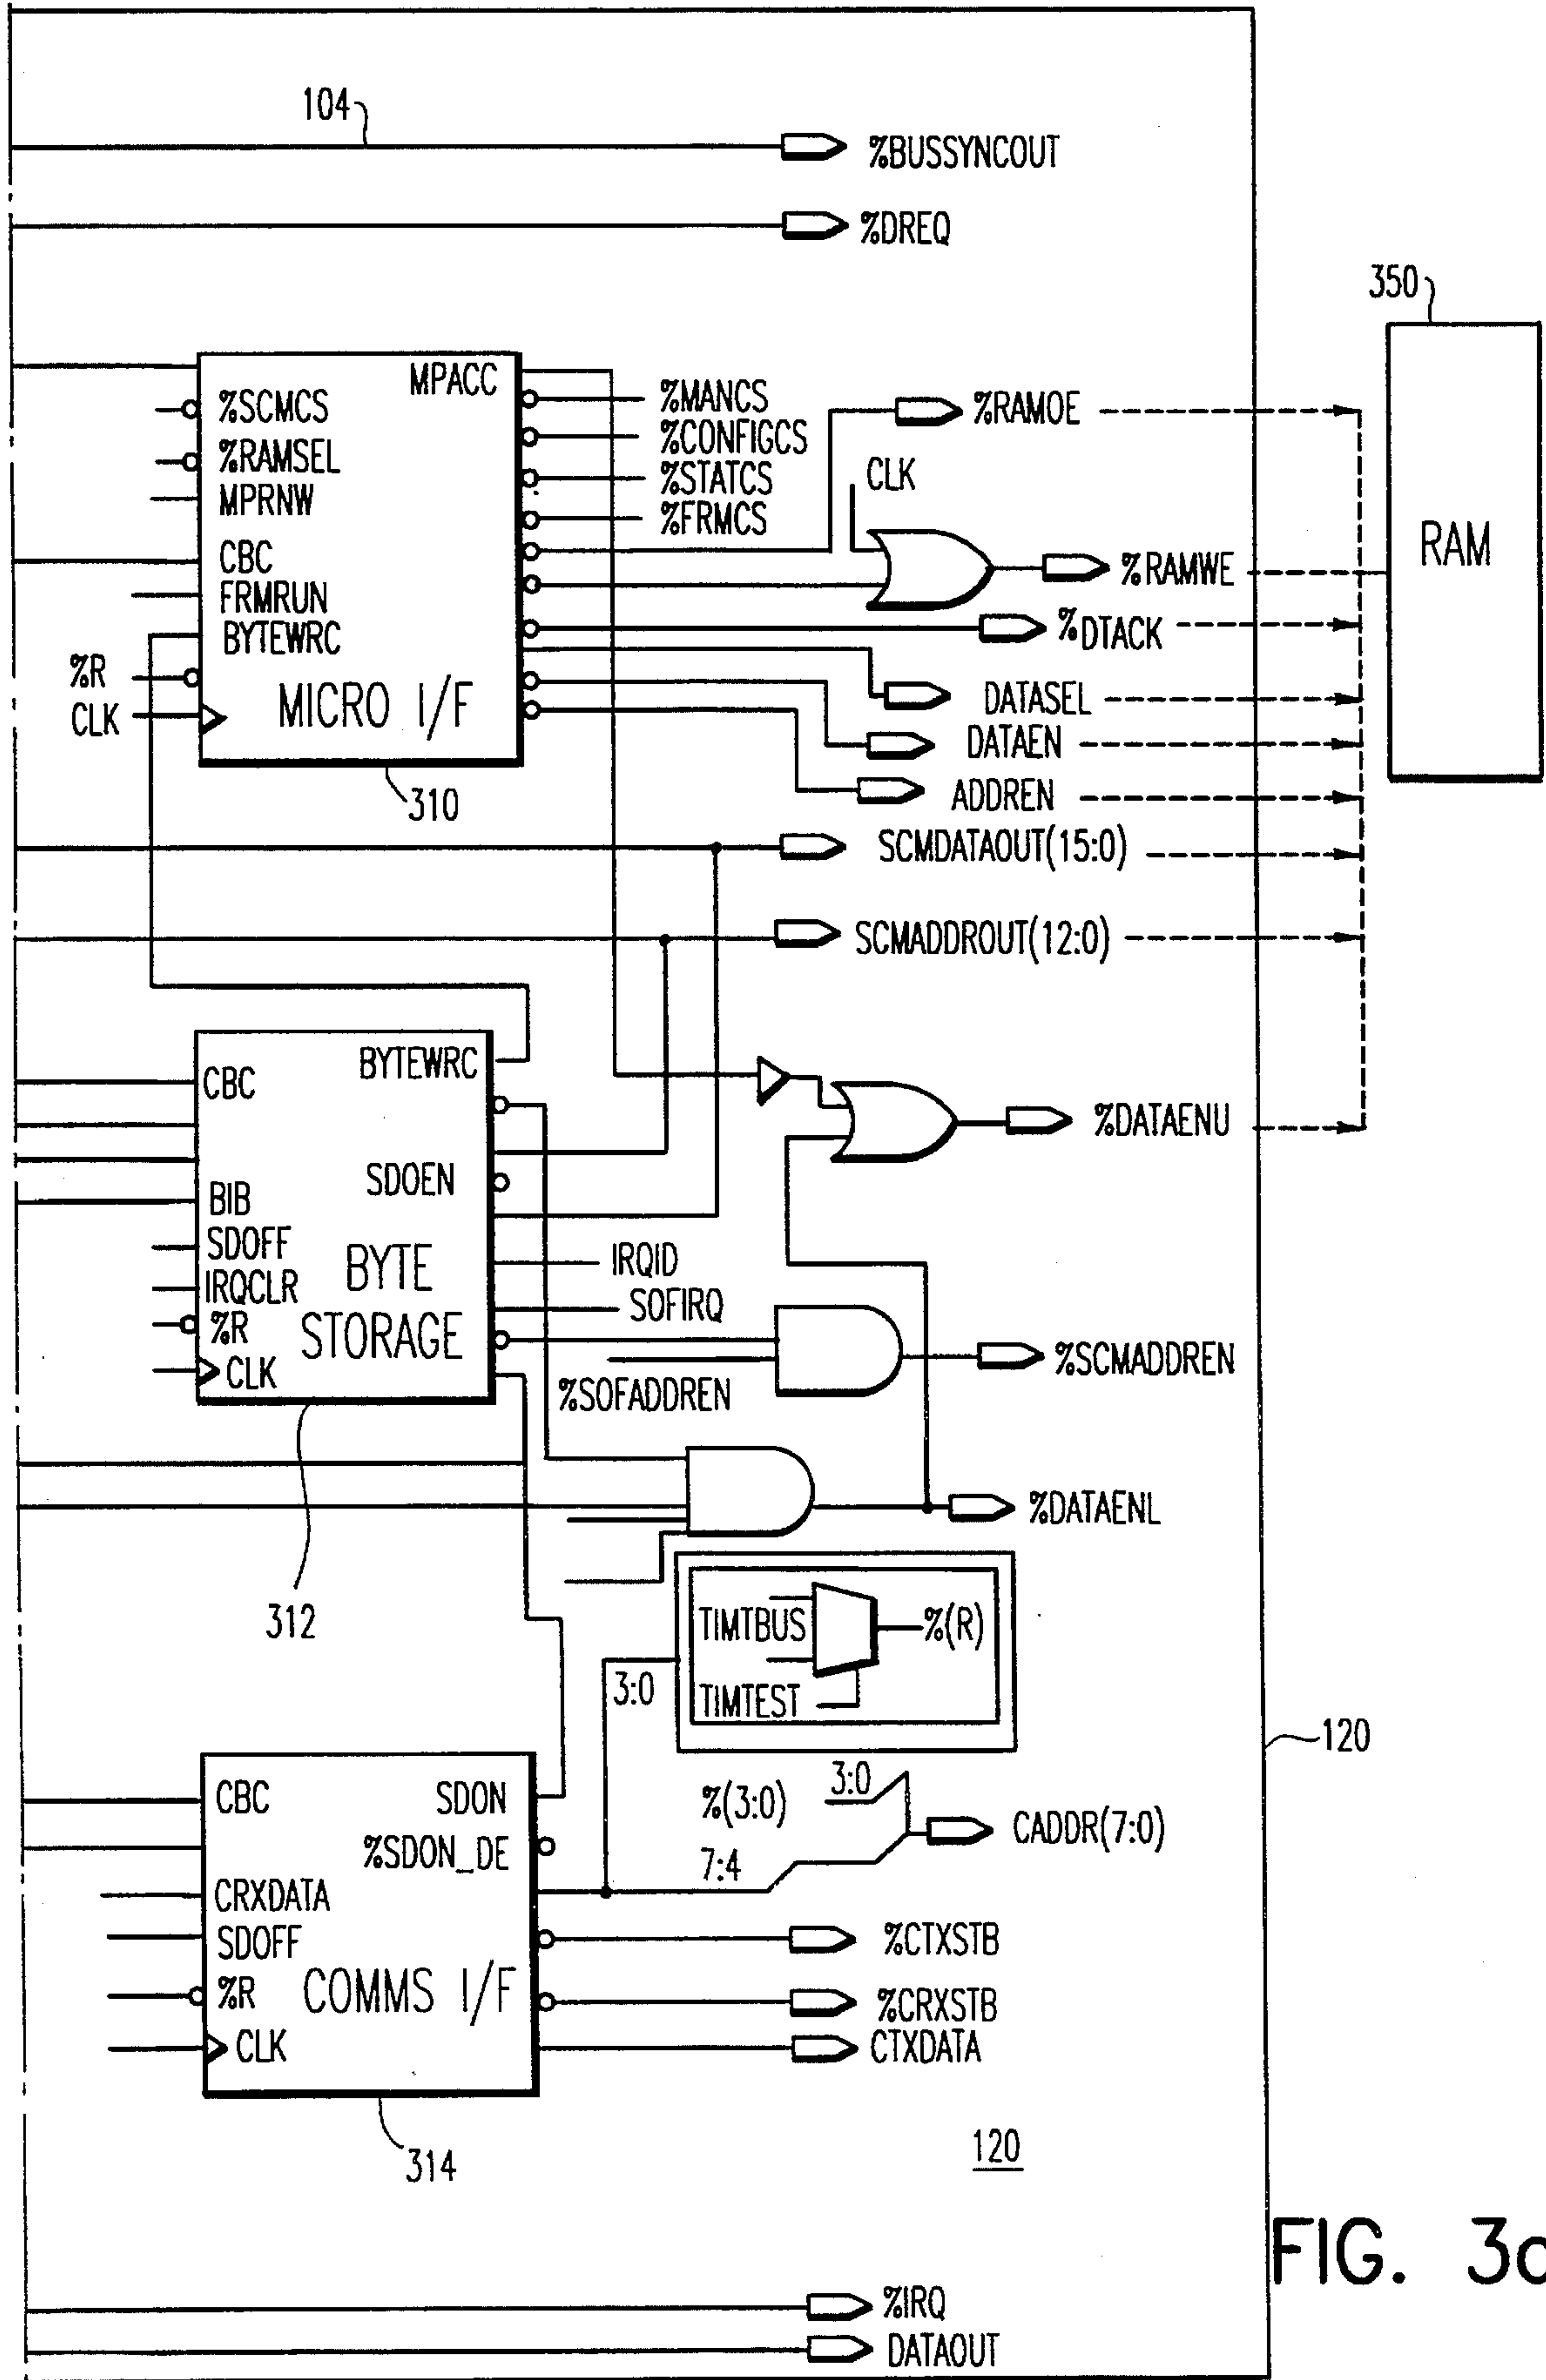 104
%BUSSYNCOUT
%DREQ
350
RAM
MPACC
%SCMCS
%RAMSEL
MPRNW
CBC
FRMRUN
BYTEWRC
%R
CLK
MICRO I/F
310
%MANCS
%CONFIGCS
%STATCS
%FRMCS
CLK
%RAMOE
%RAMWE
%DTACK
DATASEL
DATAEN
ADDREN
SCMDATAOUT(15:0)
SCMADDROUT(12:0)
BYTEWRC
CBC
SDOEN
BIB
SDOFF
IRQCLR
%R
CLK
BYTE
STORAGE
312
IRQID
SOFIRQ
%SOFADDREN
%DATAENU
%SCMADDREN
%DATAENL
TIMTBUS
%(R)
TIMTEST
3:0
120
CBC
SDON
%SDON_DE
CRXDATA
SDOFF
%R
CLK
COMMS I/F
314
%(3:0)
3:0
7:4
CADDR(7:0)
%CTXSTB
%CRXSTB
CTXDATA
120
%IRQ
DATAOUT
FIG.